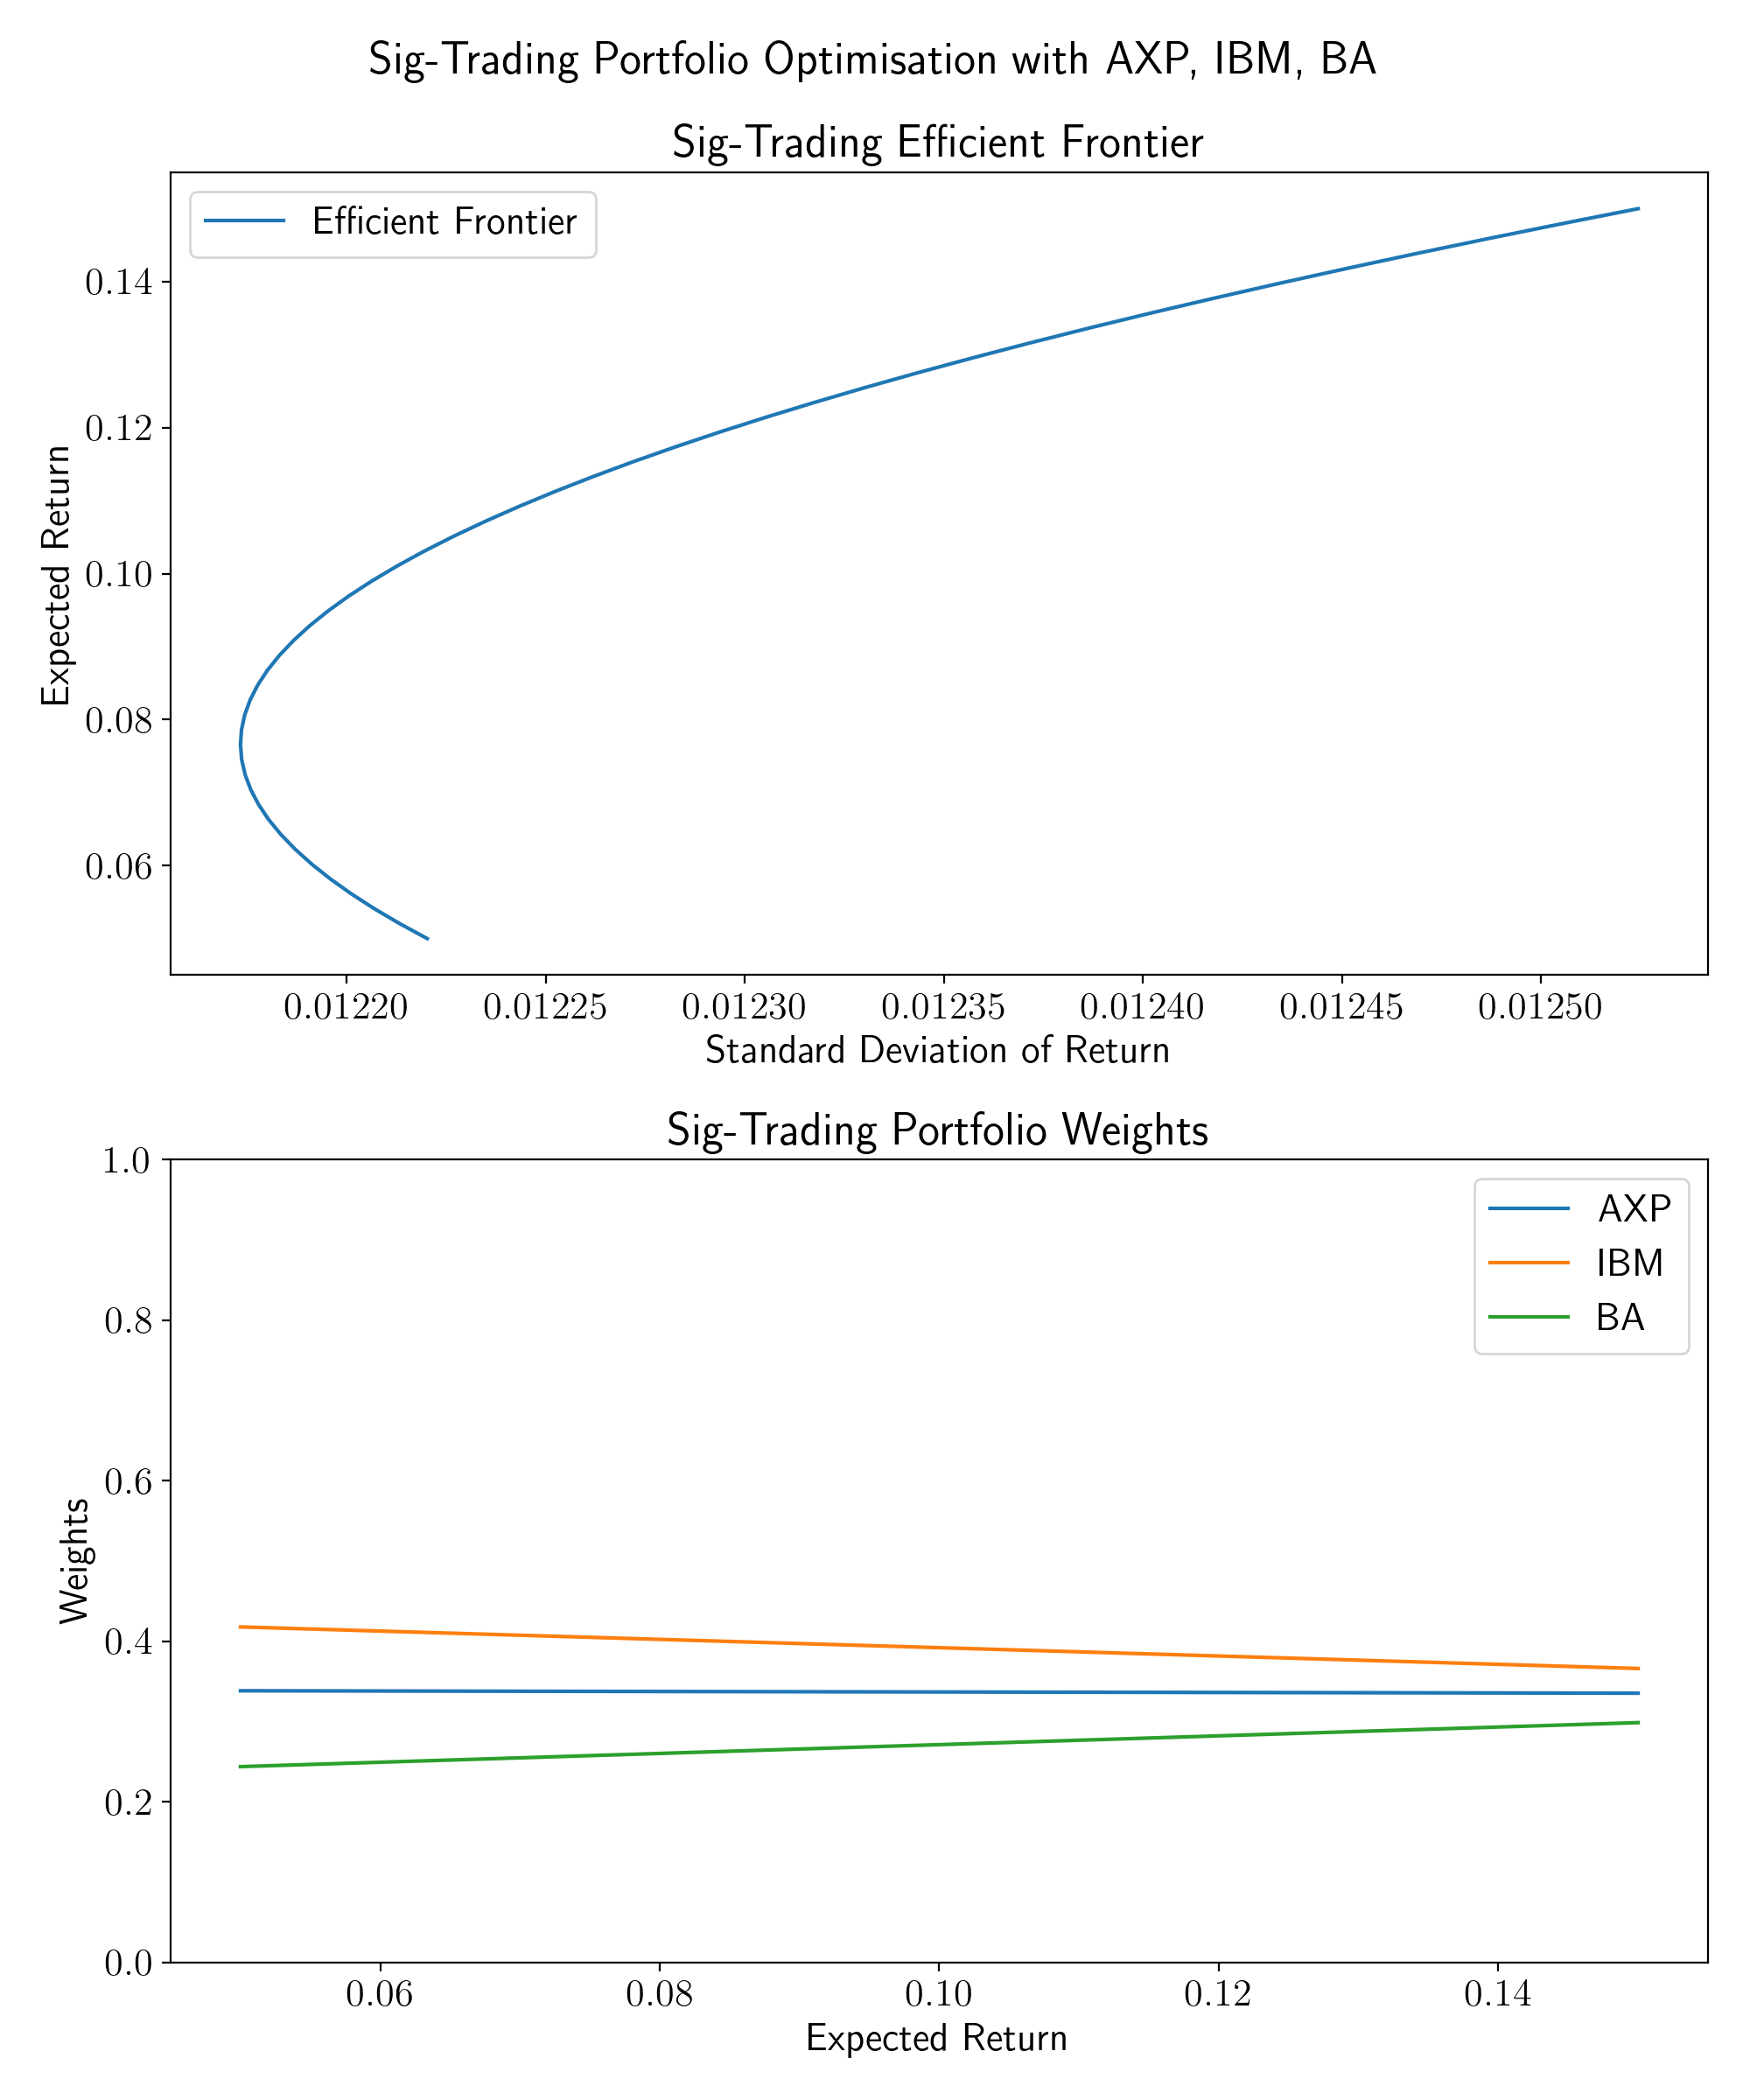 Sig-Trading Portfolio Optimisation with AXP, IBM, BA
Sig-Trading Efficient Frontier
Efficient Frontier
0.14
0.12
0.10
0.08
0.06
Expected Return
0.01220 0.01225 0.01230 0.01235 0.01240 0.01245 0.01250
Standard Deviation of Return
Sig-Trading Portfolio Weights
AXP
IBM
BA
1.0
0.8
0.6
0.4
0.2
0.0
Weights
0.06 0.08 0.10 0.12 0.14
Expected Return